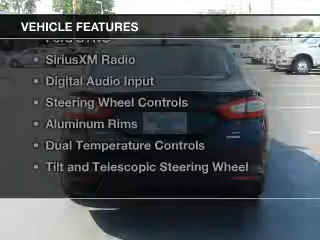 VEHICLE FEATURES
SiriusXM Radio
Digital Audio Input
Steering Wheel Controls
Aluminum Rims
Dual Temperature Controls
Tilt and Telescopic Steering Wheel